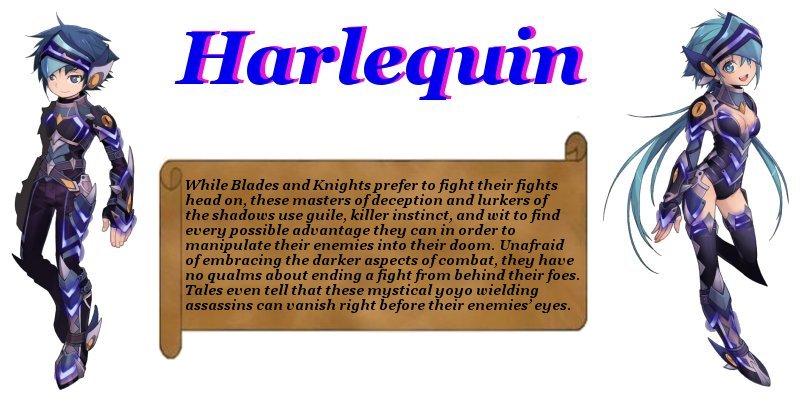 Harlequin
While Blades and Knights prefer to fight their fights
head on, these masters of deception and lurkers of
the shadows use guile, killer instinct, and wit to find
every possible advantage they can in order to
manipulate their enemies into their doom. Unafraid
of embracing the darker aspects of combat, they have
no qualms about ending a fight from behind their foes.
Tales even tell that these mystical yoyo wielding
assassins can vanish right before their enemies' eyes.